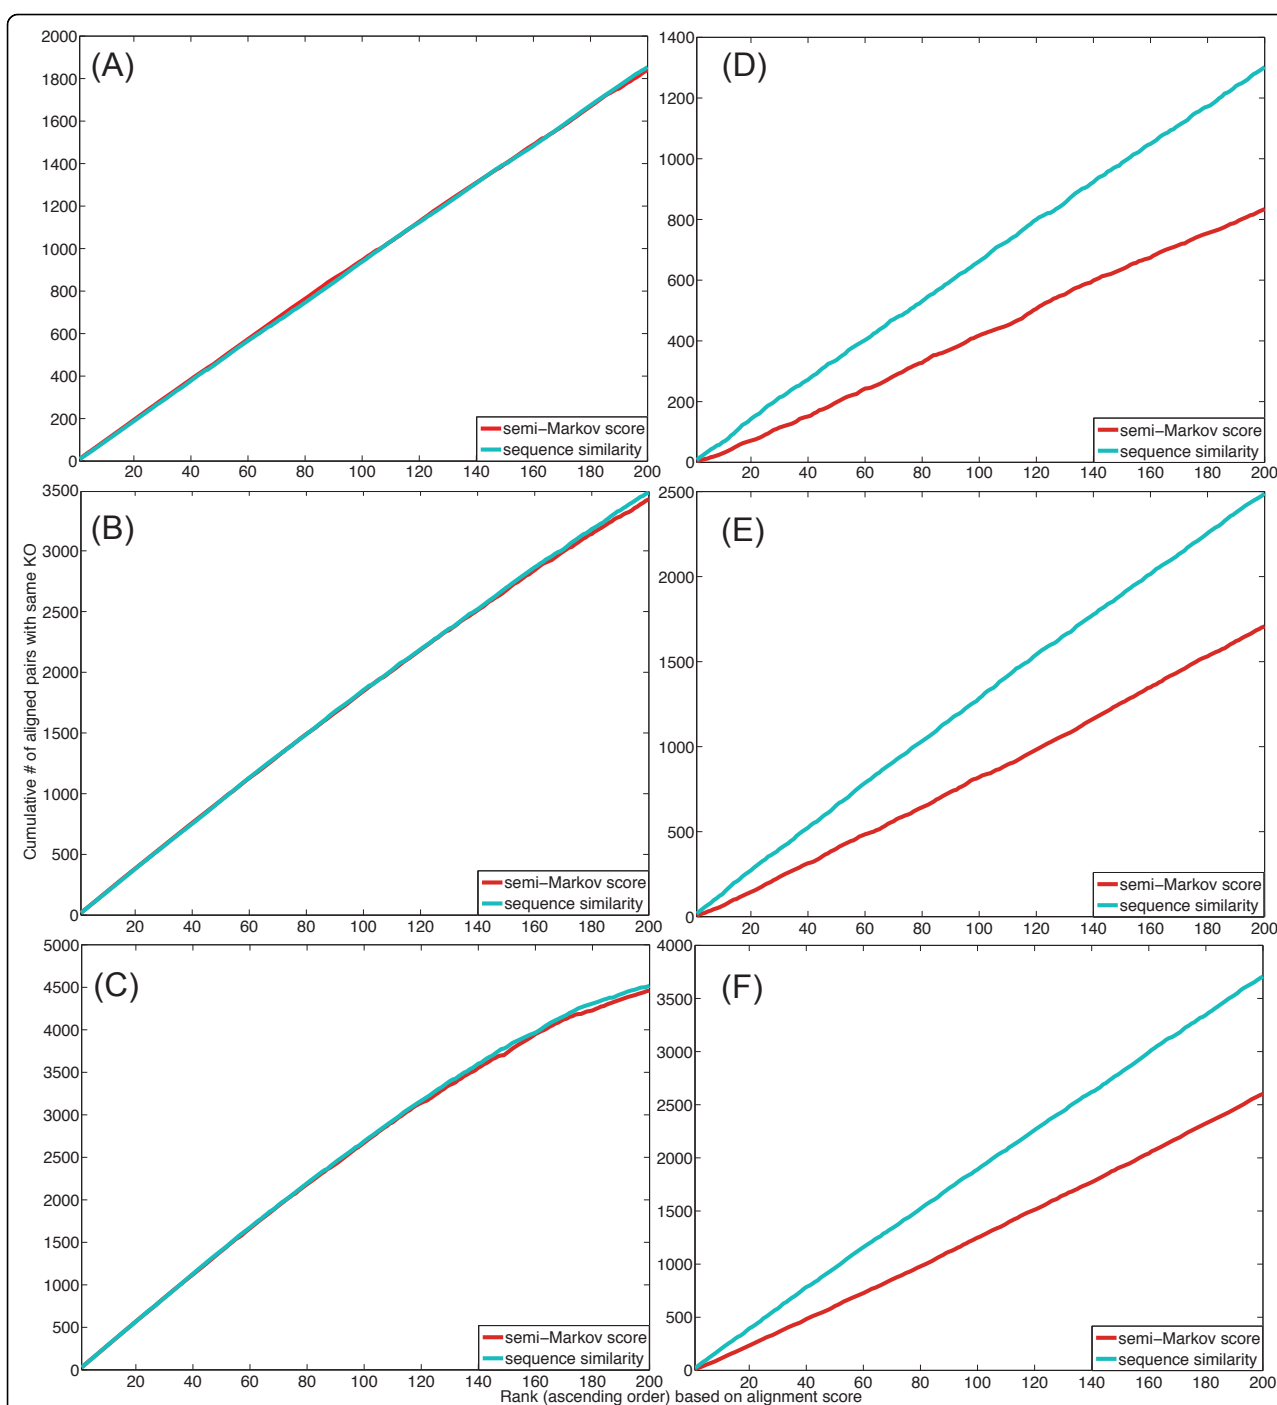 Cumulative # of aligned pairs with same KO
(A)
2000
1800
1600
1400
1200
1000
800
600
400
200
0
20 40 60 80 100 120 140 160 180 200
semi-Markov score
sequence similarity
(D)
1400
1200
1000
800
600
400
200
0
20 40 60 80 100 120 140 160 180 200
semi-Markov score
sequence similarity
(B)
3500
3000
2500
2000
1500
1000
500
0
20 40 60 80 100 120 140 160 180 200
semi-Markov score
sequence similarity
(E)
2500
2000
1500
1000
500
0
20 40 60 80 100 120 140 160 180 200
semi-Markov score
sequence similarity
(C)
5000
4500
4000
3500
3000
2500
2000
1500
1000
500
0
20 40 60 80 100 120 140 160 180 200
semi-Markov score
sequence similarity
(F)
4000
3500
3000
2500
2000
1500
1000
500
0
20 40 60 80 100 120 140 160 180 200
semi-Markov score
sequence similarity
Rank (ascending order) based on alignment score